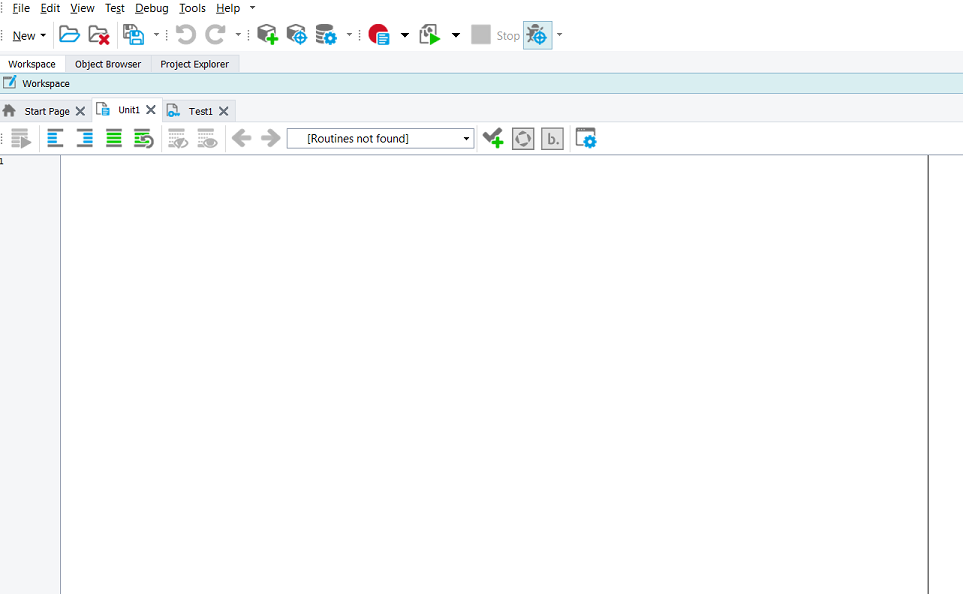 File Edit View Test Debug Tools Help
New Stop
Workspace Object Browser Project Explorer
Workspace
Start Page Unit1 Test1
[Routines not found] b.
1